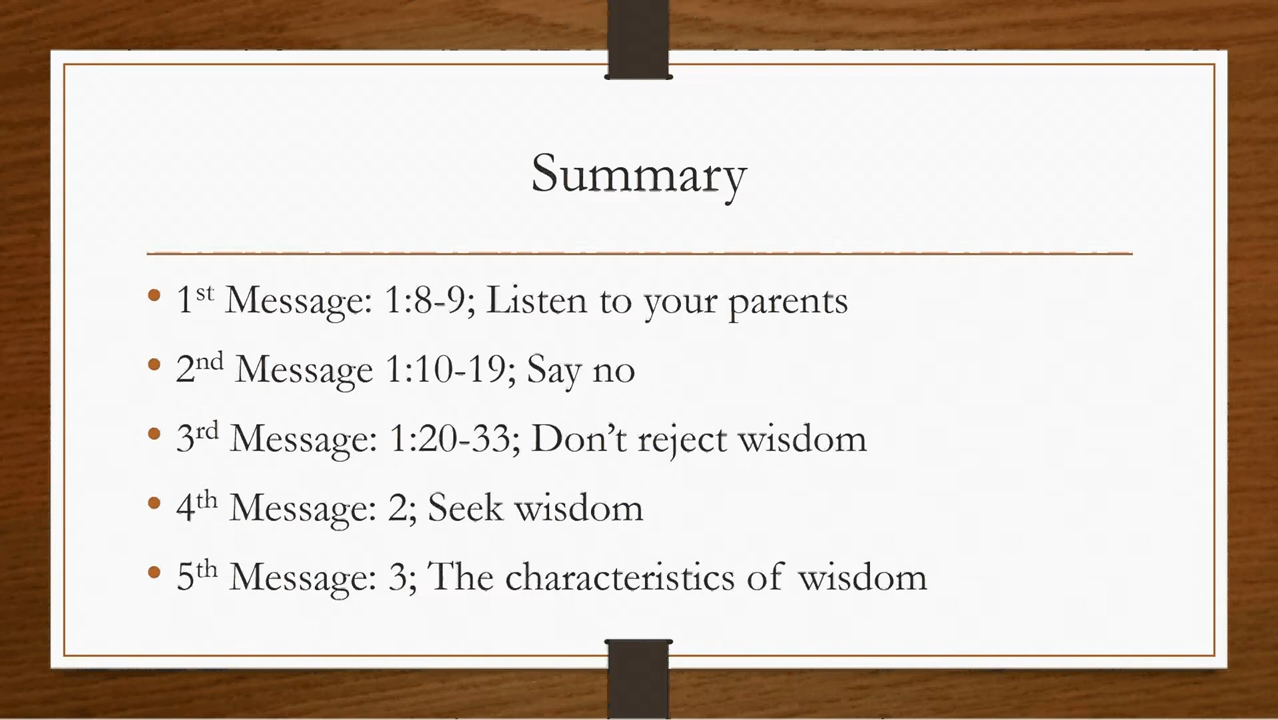 Summary
• 1st Message: 1:8-9; Listen to your parents
• 2nd Message 1:10-19; Say no
• 3rd Message: 1:20-33; Don’t reject wisdom
• 4th Message: 2; Seek wisdom
• 5th Message: 3; The characteristics of wisdom